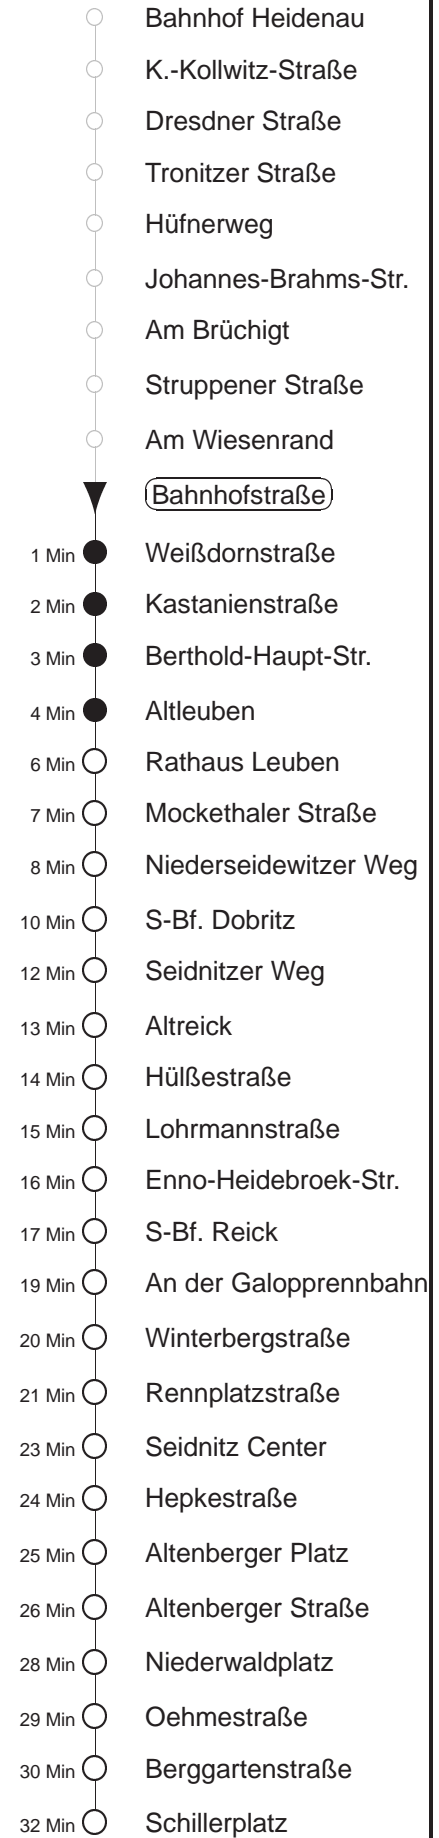 Bahnhof Heidenau
K.-Kollwitz-Straße
Dresdner Straße
Tronitzer Straße
Hüfnerweg
Johannes-Brahms-Str.
Am Brüchigt
Struppener Straße
Am Wiesenrand
Bahnhofstraße
1 Min Weißdornstraße
2 Min Kastanienstraße
3 Min Berthold-Haupt-Str.
4 Min Altleuben
6 Min Rathaus Leuben
7 Min Mockethaler Straße
8 Min Niederseidewitzer Weg
10 Min S-Bf. Dobritz
12 Min Seidnitzer Weg
13 Min Altreick
14 Min Hülßestraße
15 Min Lohrmannstraße
16 Min Enno-Heidebroek-Str.
17 Min S-Bf. Reick
19 Min An der Galopprennbahn
20 Min Winterbergstraße
21 Min Rennplatzstraße
23 Min Seidnitz Center
24 Min Hepkestraße
25 Min Altenberger Platz
26 Min Altenberger Straße
28 Min Niederwaldplatz
29 Min Oehmestraße
30 Min Berggartenstraße
32 Min Schillerplatz